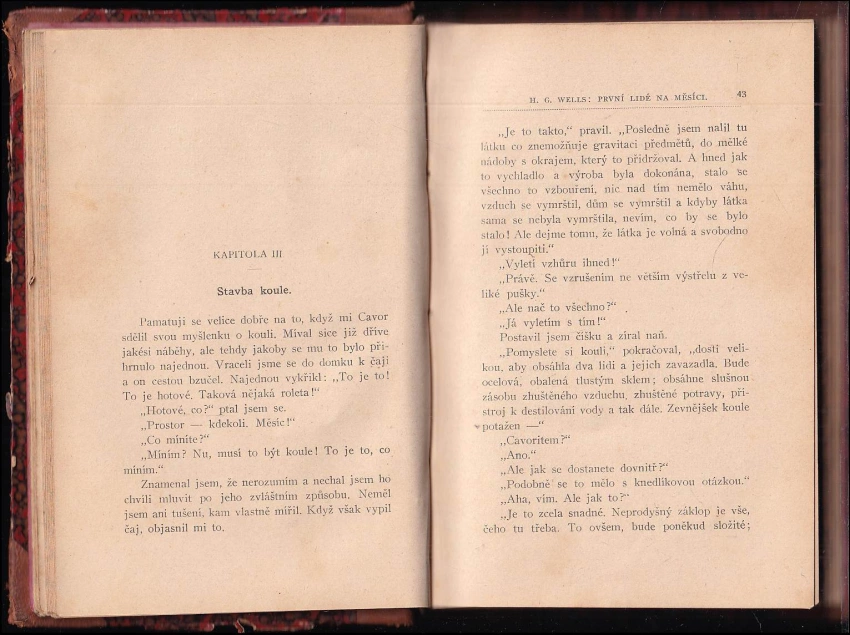 KAPITOLA III
Stavba koule.
Pamatuji se velice dobře na to, když mi Cavor
sdělil svou myšlenku o kouli. Míval sice již dříve
jakési náběhy, ale tehdy jakoby se mu to bylo při-
hrnulo najednou. Vraceli jsme se do domku k čaji
a on cestou bzučel. Najednou vykřikl: „To je to!
To je hotové. Taková nějaká roleta!“
„Hotové, co?“ ptal jsem se.
„Prostor — kdekoli. Měsíc!“
„Co míníte?“
„Míním? Nu, musí to být koule! To je to, co
míním.“
Znamenal jsem, že nerozumím a nechal jsem ho
chvíli mluvit po jeho zvláštním způsobu. Neměl
jsem ani tušení, kam vlastně mířil. Když však vypil
čaj, objasnil mi to.
H. G. WELLS: PRVNÍ LIDÉ NA MĚSÍCI. 43
„Je to takto,“ pravil. „Posledně jsem nalil tu
látku co znemožňuje gravitaci předmětů, do mělké
nádoby s okrajem, který to přidržoval. A hned jak
to vychladlo a výroba byla dokonána, stalo se
všechno to vzbouření, nic nad tím nemělo váhu,
vzduch se vymrštil, dům se vymrštil a kdyby látka
sama se nebyla vymrštila, nevím, co by se bylo
stalo! Ale dejme tomu, že látka je volná a svobodno
jí vystoupiti.“
„Vyletí vzhůru ihned!“
„Právě. Se vzrušením ne větším výstřelu z ve-
liké pušky.“
„Ale nač to všechno?“
„Já vyletím s tím!“
Postavil jsem číšku a zíral naň.
„Pomyslete si kouli,“ pokračoval, „dosti veli-
kou, aby obsáhla dva lidi a jejich zavazadla. Bude
ocelová, obalená tlustým sklem; obsáhne slušnou
zásobu zhuštěného vzduchu, zhuštěné potravy, pří-
stroj k destilování vody a tak dále. Zevnějšek koule
potažen —“
„Cavoritem?“
„Ano.“
„Ale jak se dostanete dovnitř?“
„Podobně se to mělo s knedlíkovou otázkou.“
„Aha, vím. Ale jak to?“
„Je to zcela snadné. Neprodyšný záklop je vše,
čeho tu třeba. To ovšem, bude poněkud složité;